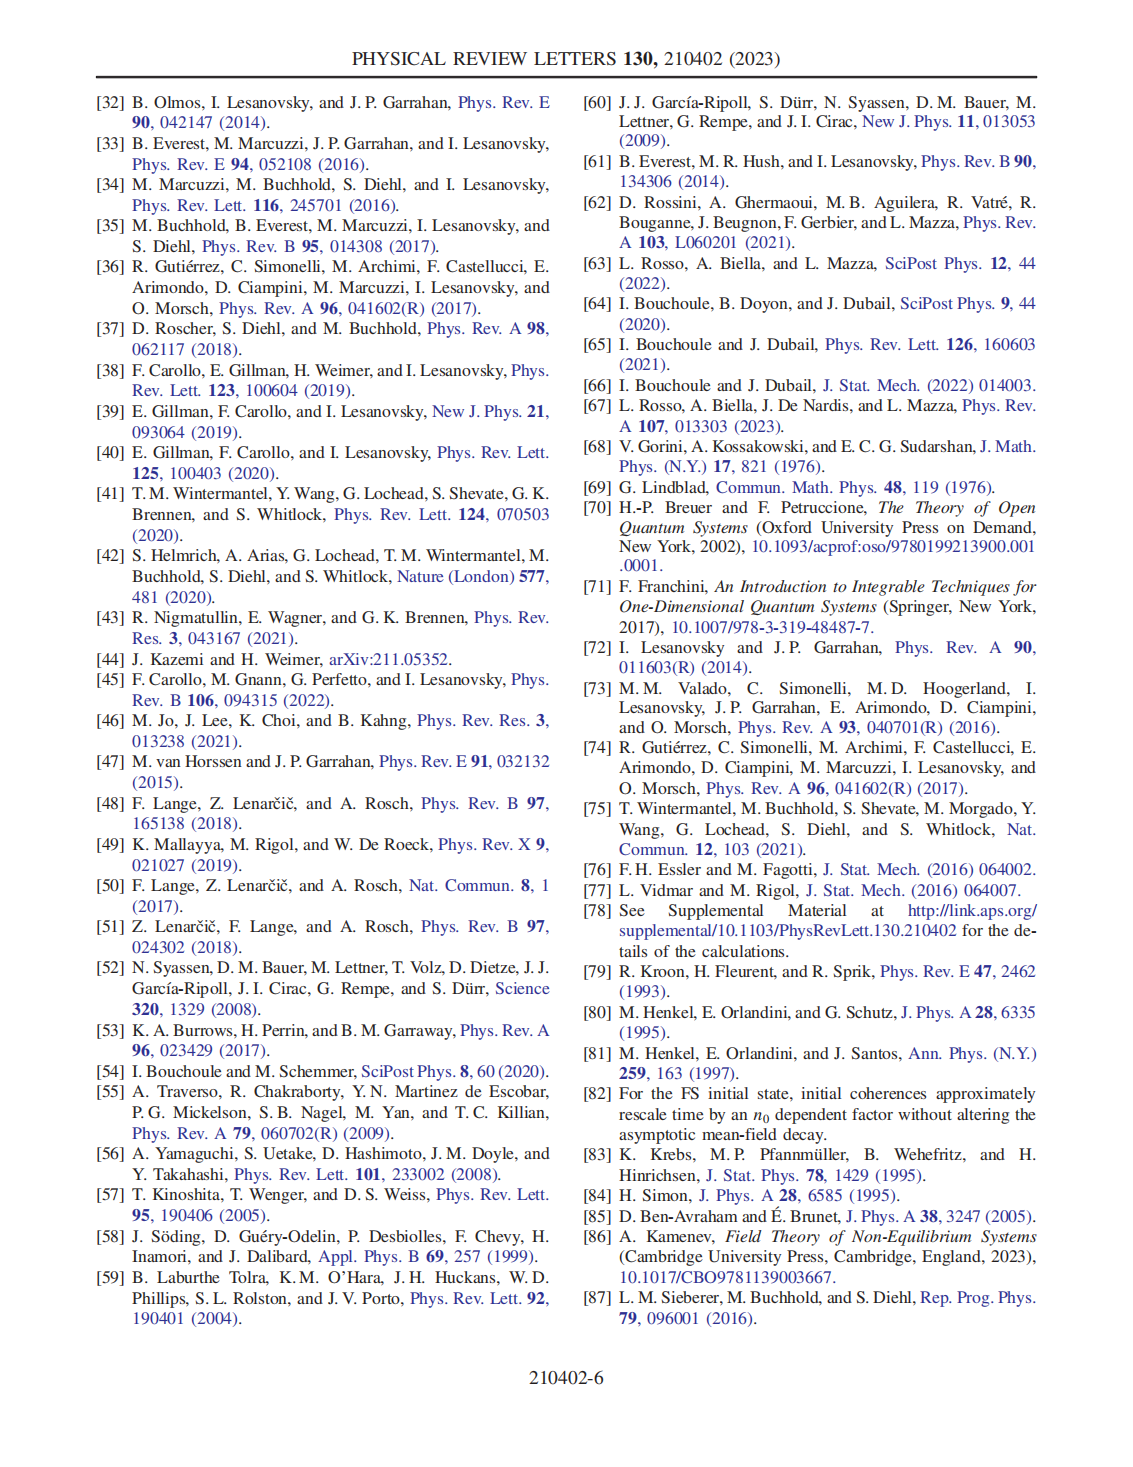 PHYSICAL REVIEW LETTERS 130, 210402 (2023)
[32] B. Olmos, I. Lesanovsky, and J. P. Garrahan, Phys. Rev. E
90, 042147 (2014).
[33] B. Everest, M. Marcuzzi, J. P. Garrahan, and I. Lesanovsky,
Phys. Rev. E 94, 052108 (2016).
[34] M. Marcuzzi, M. Buchhold, S. Diehl, and I. Lesanovsky,
Phys. Rev. Lett. 116, 245701 (2016).
[35] M. Buchhold, B. Everest, M. Marcuzzi, I. Lesanovsky, and
S. Diehl, Phys. Rev. B 95, 014308 (2017).
[36] R. Gutiérrez, C. Simonelli, M. Archimi, F. Castellucci, E.
Arimondo, D. Ciampini, M. Marcuzzi, I. Lesanovsky, and
O. Morsch, Phys. Rev. A 96, 041602(R) (2017).
[37] D. Roscher, S. Diehl, and M. Buchhold, Phys. Rev. A 98,
062117 (2018).
[38] F. Carollo, E. Gillman, H. Weimer, and I. Lesanovsky, Phys.
Rev. Lett. 123, 100604 (2019).
[39] E. Gillman, F. Carollo, and I. Lesanovsky, New J. Phys. 21,
093064 (2019).
[40] E. Gillman, F. Carollo, and I. Lesanovsky, Phys. Rev. Lett.
125, 100403 (2020).
[41] T. M. Wintermantel, Y. Wang, G. Lochead, S. Shevate, G. K.
Brennen, and S. Whitlock, Phys. Rev. Lett. 124, 070503
(2020).
[42] S. Helmrich, A. Arias, G. Lochead, T. M. Wintermantel, M.
Buchhold, S. Diehl, and S. Whitlock, Nature (London) 577,
481 (2020).
[43] R. Nigmatullin, E. Wagner, and G. K. Brennen, Phys. Rev.
Res. 3, 043167 (2021).
[44] J. Kazemi and H. Weimer, arXiv:211.05352.
[45] F. Carollo, M. Gnann, G. Perfetto, and I. Lesanovsky, Phys.
Rev. B 106, 094315 (2022).
[46] M. Jo, J. Lee, K. Choi, and B. Kahng, Phys. Rev. Res. 3,
013238 (2021).
[47] M. van Horssen and J. P. Garrahan, Phys. Rev. E 91, 032132
(2015).
[48] F. Lange, Z. Lenarčič, and A. Rosch, Phys. Rev. B 97,
165138 (2018).
[49] K. Mallayya, M. Rigol, and W. De Roeck, Phys. Rev. X 9,
021027 (2019).
[50] F. Lange, Z. Lenarčič, and A. Rosch, Nat. Commun. 8, 1
(2017).
[51] Z. Lenarčič, F. Lange, and A. Rosch, Phys. Rev. B 97,
024302 (2018).
[52] N. Syassen, D. M. Bauer, M. Lettner, T. Volz, D. Dietze, J. J.
García-Ripoll, J. I. Cirac, G. Rempe, and S. Dürr, Science
320, 1329 (2008).
[53] K. A. Burrows, H. Perrin, and B. M. Garraway, Phys. Rev. A
96, 023429 (2017).
[54] I. Bouchoule and M. Schemmer, SciPost Phys. 8, 60 (2020).
[55] A. Traverso, R. Chakraborty, Y. N. Martinez de Escobar,
P. G. Mickelson, S. B. Nagel, M. Yan, and T. C. Killian,
Phys. Rev. A 79, 060702(R) (2009).
[56] A. Yamaguchi, S. Uetake, D. Hashimoto, J. M. Doyle, and
Y. Takahashi, Phys. Rev. Lett. 101, 233002 (2008).
[57] T. Kinoshita, T. Wenger, and D. S. Weiss, Phys. Rev. Lett.
95, 190406 (2005).
[58] J. Söding, D. Guéry-Odelin, P. Desbiolles, F. Chevy, H.
Inamori, and J. Dalibard, Appl. Phys. B 69, 257 (1999).
[59] B. Laburthe Tolra, K. M. O'Hara, J. H. Huckans, W. D.
Phillips, S. L. Rolston, and J. V. Porto, Phys. Rev. Lett. 92,
190401 (2004).
[60] J. J. García-Ripoll, S. Dürr, N. Syassen, D. M. Bauer, M.
Lettner, G. Rempe, and J. I. Cirac, New J. Phys. 11, 013053
(2009).
[61] B. Everest, M. R. Hush, and I. Lesanovsky, Phys. Rev. B 90,
134306 (2014).
[62] D. Rossini, A. Ghermaoui, M. B. Aguilera, R. Vatré, R.
Bouganne, J. Beugnon, F. Gerbier, and L. Mazza, Phys. Rev.
A 103, L060201 (2021).
[63] L. Rosso, A. Biella, and L. Mazza, SciPost Phys. 12, 44
(2022).
[64] I. Bouchoule, B. Doyon, and J. Dubail, SciPost Phys. 9, 44
(2020).
[65] I. Bouchoule and J. Dubail, Phys. Rev. Lett. 126, 160603
(2021).
[66] I. Bouchoule and J. Dubail, J. Stat. Mech. (2022) 014003.
[67] L. Rosso, A. Biella, J. De Nardis, and L. Mazza, Phys. Rev.
A 107, 013303 (2023).
[68] V. Gorini, A. Kossakowski, and E. C. G. Sudarshan, J. Math.
Phys. (N.Y.) 17, 821 (1976).
[69] G. Lindblad, Commun. Math. Phys. 48, 119 (1976).
[70] H.-P. Breuer and F. Petruccione, The Theory of Open
Quantum Systems (Oxford University Press on Demand,
New York, 2002), 10.1093/acprof:oso/9780199213900.001
.0001.
[71] F. Franchini, An Introduction to Integrable Techniques for
One-Dimensional Quantum Systems (Springer, New York,
2017), 10.1007/978-3-319-48487-7.
[72] I. Lesanovsky and J. P. Garrahan, Phys. Rev. A 90,
011603(R) (2014).
[73] M. M. Valado, C. Simonelli, M. D. Hoogerland, I.
Lesanovsky, J. P. Garrahan, E. Arimondo, D. Ciampini,
and O. Morsch, Phys. Rev. A 93, 040701(R) (2016).
[74] R. Gutiérrez, C. Simonelli, M. Archimi, F. Castellucci, E.
Arimondo, D. Ciampini, M. Marcuzzi, I. Lesanovsky, and
O. Morsch, Phys. Rev. A 96, 041602(R) (2017).
[75] T. Wintermantel, M. Buchhold, S. Shevate, M. Morgado, Y.
Wang, G. Lochead, S. Diehl, and S. Whitlock, Nat.
Commun. 12, 103 (2021).
[76] F. H. Essler and M. Fagotti, J. Stat. Mech. (2016) 064002.
[77] L. Vidmar and M. Rigol, J. Stat. Mech. (2016) 064007.
[78] See Supplemental Material at http://link.aps.org/
supplemental/10.1103/PhysRevLett.130.210402 for the de-
tails of the calculations.
[79] R. Kroon, H. Fleurent, and R. Sprik, Phys. Rev. E 47, 2462
(1993).
[80] M. Henkel, E. Orlandini, and G. Schutz, J. Phys. A 28, 6335
(1995).
[81] M. Henkel, E. Orlandini, and J. Santos, Ann. Phys. (N.Y.)
259, 163 (1997).
[82] For the FS initial state, initial coherences approximately
rescale time by an n0 dependent factor without altering the
asymptotic mean-field decay.
[83] K. Krebs, M. P. Pfannmüller, B. Wehefritz, and H.
Hinrichsen, J. Stat. Phys. 78, 1429 (1995).
[84] H. Simon, J. Phys. A 28, 6585 (1995).
[85] D. Ben-Avraham and É. Brunet, J. Phys. A 38, 3247 (2005).
[86] A. Kamenev, Field Theory of Non-Equilibrium Systems
(Cambridge University Press, Cambridge, England, 2023),
10.1017/CBO9781139003667.
[87] L. M. Sieberer, M. Buchhold, and S. Diehl, Rep. Prog. Phys.
79, 096001 (2016).
210402-6